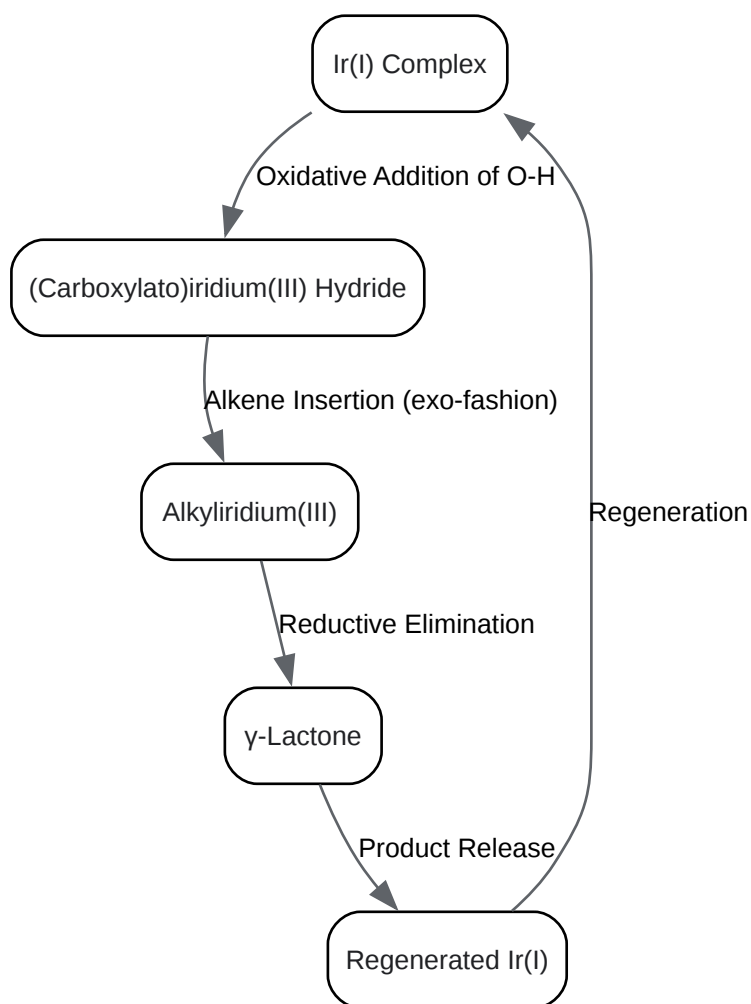 Ir(I) Complex
Oxidative Addition of O-H
(Carboxylato)iridium(III) Hydride
Alkene Insertion (exo-fashion)
Alkyliridium(III)
Regeneration
Reductive Elimination
γ-Lactone
Product Release
Regenerated Ir(I)